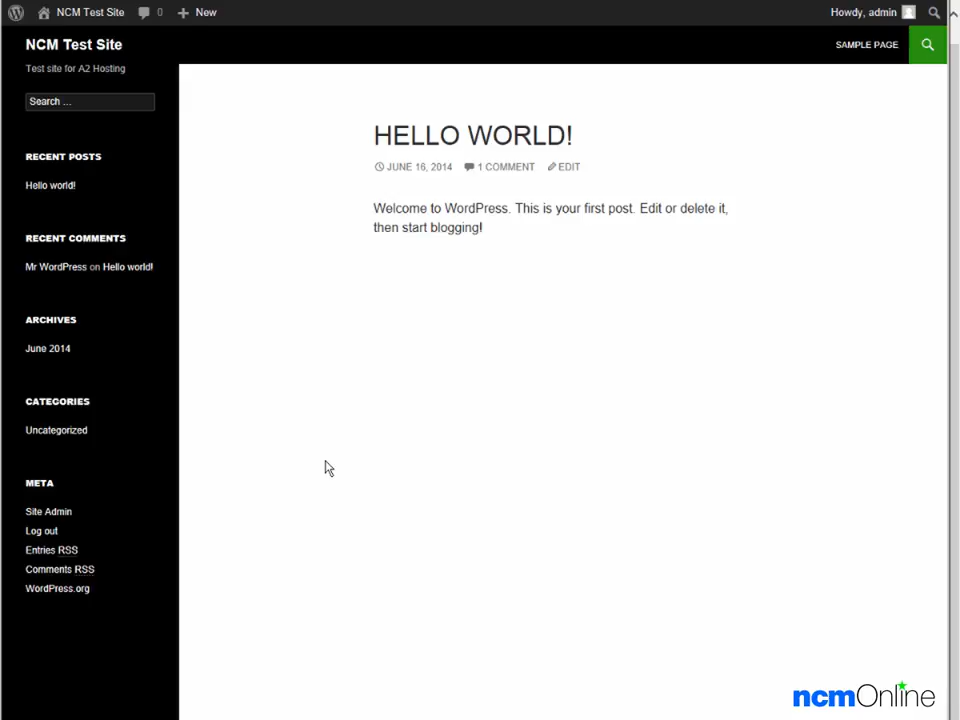 NCM Test Site 0 New Howdy, admin
NCM Test Site SAMPLE PAGE
Test site for A2 Hosting
Search ...
HELLO WORLD!
JUNE 16, 2014 1 COMMENT EDIT
Welcome to WordPress. This is your first post. Edit or delete it,
then start blogging!
RECENT POSTS
Hello world!
RECENT COMMENTS
Mr WordPress on Hello world!
ARCHIVES
June 2014
CATEGORIES
Uncategorized
META
Site Admin
Log out
Entries RSS
Comments RSS
WordPress.org
ncmOnline